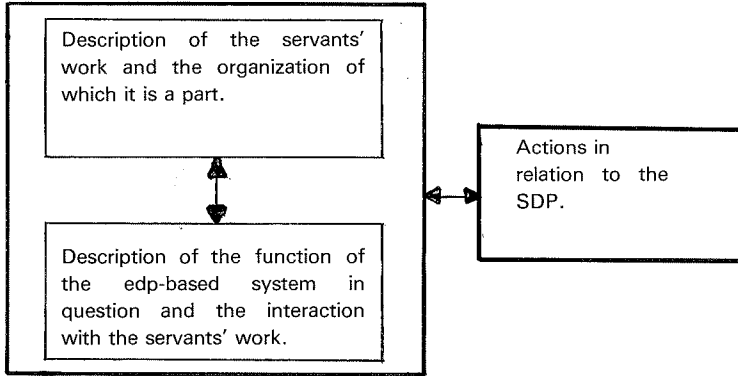 Description of the servants'
work and the organization of
which it is a part.
Description of the function of
the edp-based system in
question and the interaction
with the servants' work.
Actions in
relation to the
SDP.